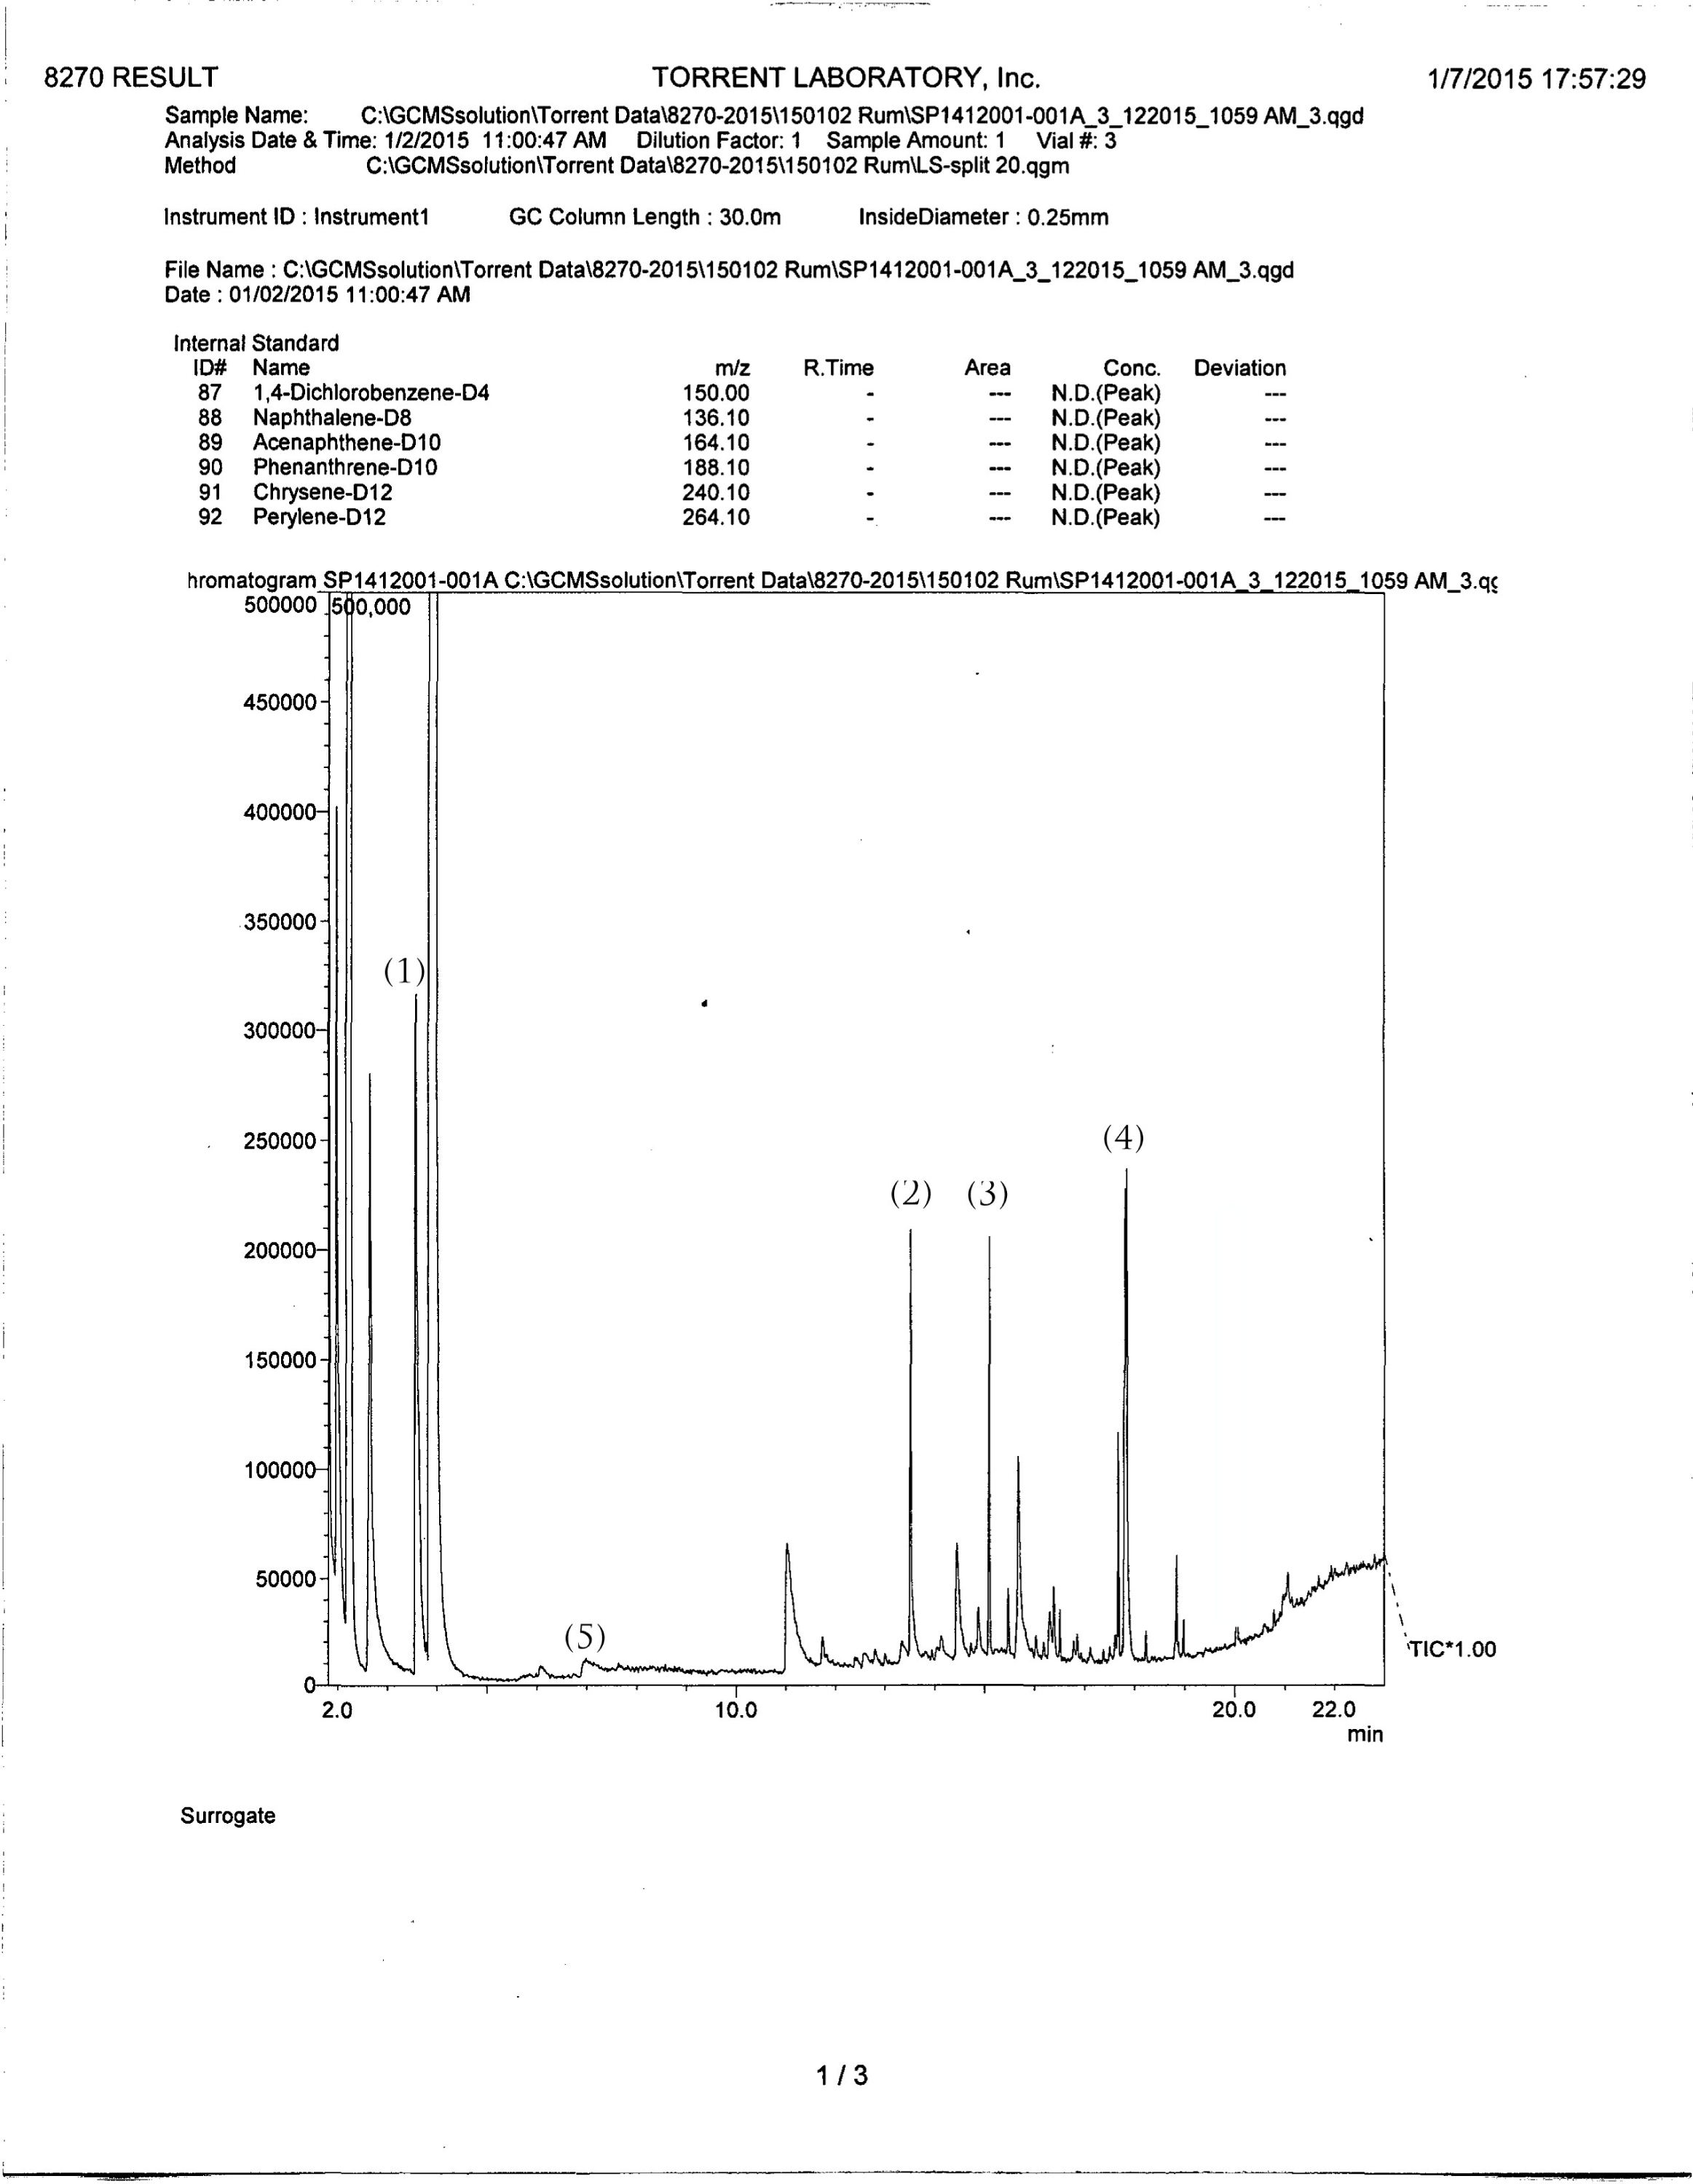 8270 RESULT TORRENT LABORATORY, Inc. 1/7/2015 17:57:29
Sample Name: C:\GCMSsolution\Torrent Data\8270-2015\150102 Rum\SP1412001-001A_3_122015_1059 AM_3.qgd
Analysis Date & Time: 1/2/2015 11:00:47 AM Dilution Factor: 1 Sample Amount: 1 Vial #: 3
Method C:\GCMSsolution\Torrent Data\8270-2015\150102 Rum\LS-split 20.qgm
Instrument ID : Instrument1 GC Column Length : 30.0m InsideDiameter : 0.25mm
File Name : C:\GCMSsolution\Torrent Data\8270-2015\150102 Rum\SP1412001-001A_3_122015_1059 AM_3.qgd
Date : 01/02/2015 11:00:47 AM
Internal Standard
ID# Name m/z R.Time Area Conc. Deviation
87 1,4-Dichlorobenzene-D4 150.00 - --- N.D.(Peak) ---
88 Naphthalene-D8 136.10 - --- N.D.(Peak) ---
89 Acenaphthene-D10 164.10 - --- N.D.(Peak) ---
90 Phenanthrene-D10 188.10 - --- N.D.(Peak) ---
91 Chrysene-D12 240.10 - --- N.D.(Peak) ---
92 Perylene-D12 264.10 - --- N.D.(Peak) ---
hromatogram SP1412001-001A C:\GCMSsolution\Torrent Data\8270-2015\150102 Rum\SP1412001-001A_3_122015_1059 AM_3.qg
500000 500,000
450000
400000
350000
(1)
300000
250000 (4)
(2) (3)
200000
150000
100000
50000
(5)
TIC*1.00
0
2.0 10.0 20.0 22.0
min
Surrogate
1 / 3